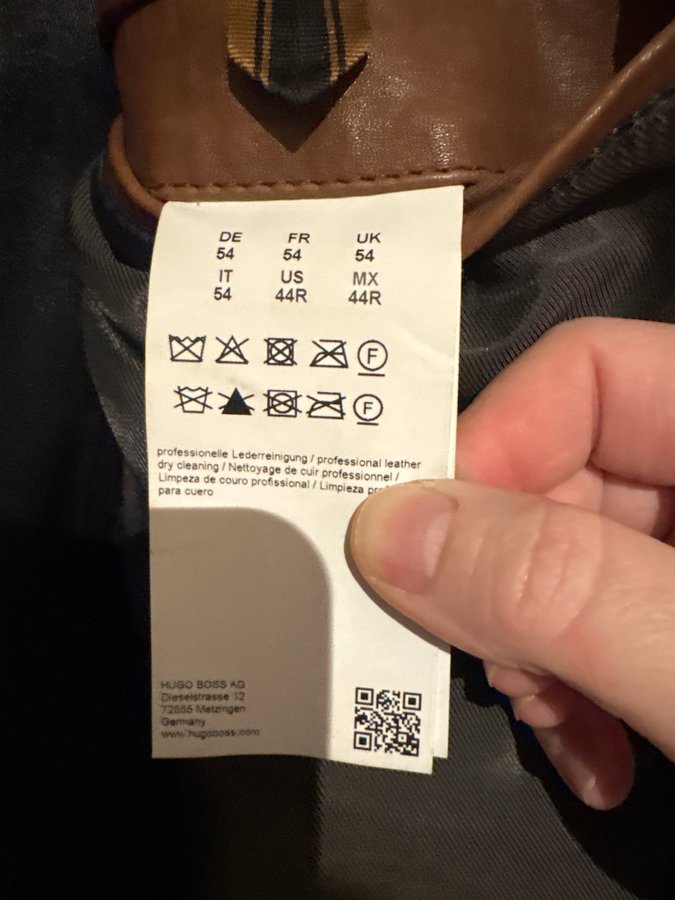 DE FR UK
54 54 54
IT US MX
54 44R 44R
F
F
professionelle Lederreinigung / professional leather
dry cleaning / Nettoyage de cuir professionnel /
Limpeza de couro profissional / Limpieza
para cuero
HUGO BOSS AG
Dieselstrasse 12
72555 Metzingen
Germany
www.hugoboss.com